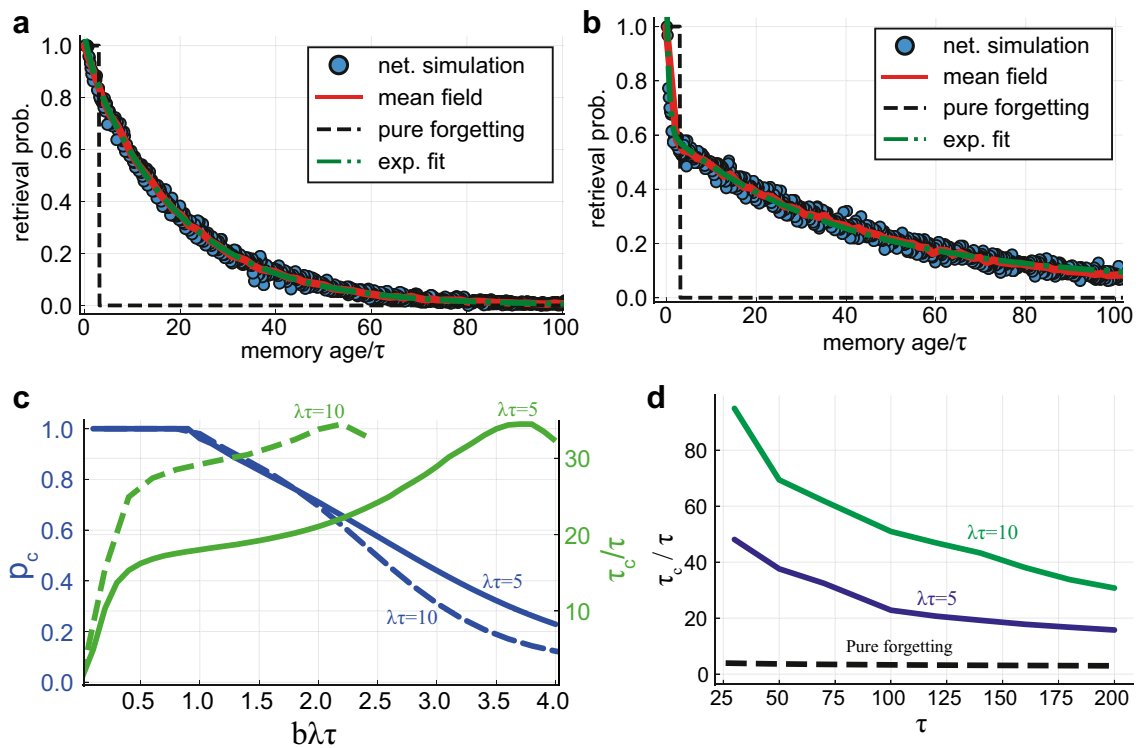 a
retrieval prob.
1.0
0.8
0.6
0.4
0.2
0.0
net. simulation
mean field
pure forgetting
exp. fit
0 20 40 60 80 100
memory age/τ
b
retrieval prob.
1.0
0.8
0.6
0.4
0.2
0.0
net. simulation
mean field
pure forgetting
exp. fit
0 20 40 60 80 100
memory age/τ
c
p_c
1.0
0.8
0.6
0.4
0.2
0.0
λτ=10
λτ=5
λτ=5
λτ=10
30
20
10
τ_c/τ
0.5 1.0 1.5 2.0 2.5 3.0 3.5 4.0
bλτ
d
τ_c / τ
80
60
40
20
0
λτ=10
λτ=5
Pure forgetting
25 50 75 100 125 150 175 200
τ